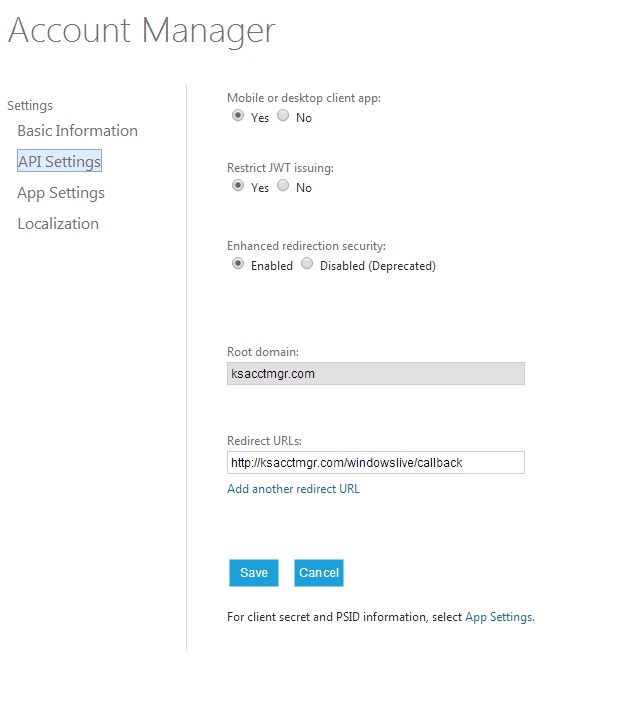 Account Manager
Settings
Basic Information
API Settings
App Settings
Localization
Mobile or desktop client app:
Yes No
Restrict JWT issuing:
Yes No
Enhanced redirection security:
Enabled Disabled (Deprecated)
Root domain:
ksacctmgr.com
Redirect URLs:
http://ksacctmgr.com/windowslive/callback
Add another redirect URL
Save Cancel
For client secret and PSID information, select App Settings.